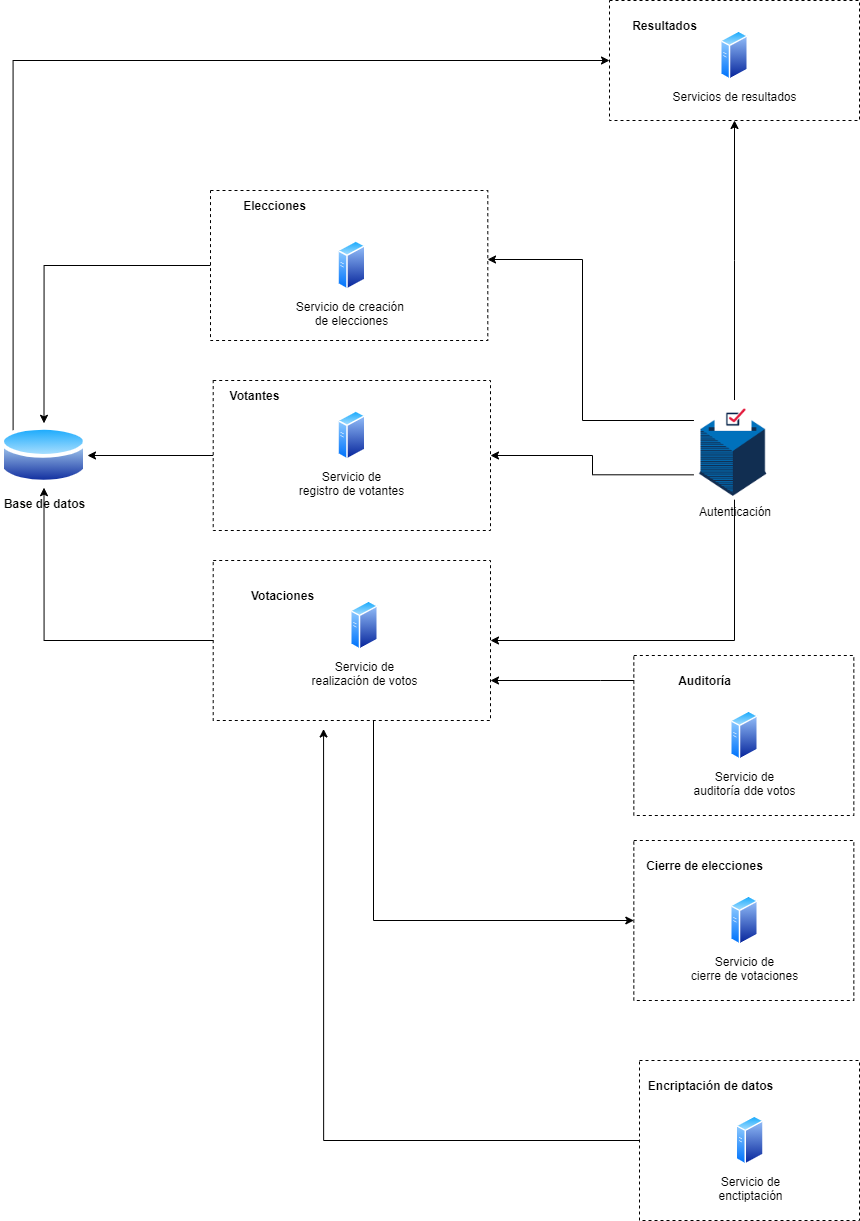 Resultados
Servicios de resultados
Elecciones
Servicio de creación
de elecciones
Votantes
Servicio de
registro de votantes
Base de datos
Autenticación
Votaciones
Servicio de
realización de votos
Auditoría
Servicio de
auditoría dde votos
Cierre de elecciones
Servicio de
cierre de votaciones
Encriptación de datos
Servicio de
enctiptación